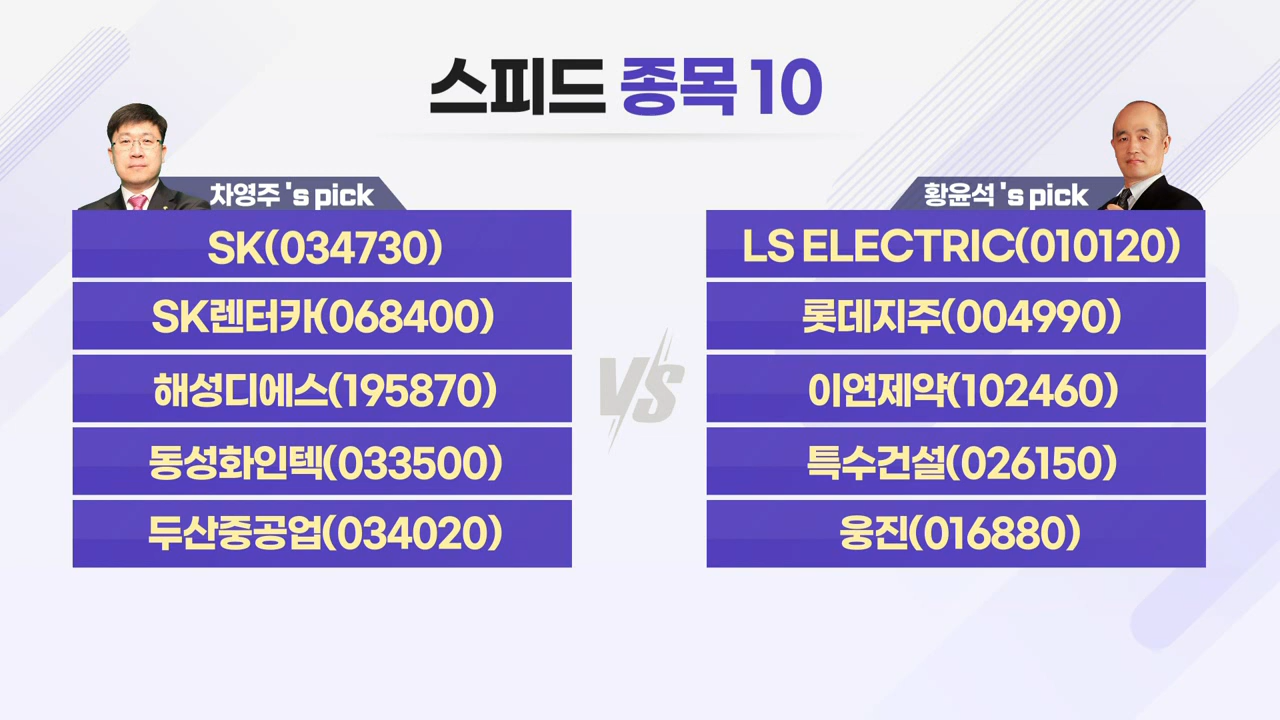 스피드 종목 10
차영주 's pick
SK(034730)
SK렌터카(068400)
해성디에스(195870)
동성화인텍(033500)
두산중공업(034020)
VS
황윤석 's pick
LS ELECTRIC(010120)
롯데지주(004990)
이연제약(102460)
특수건설(026150)
웅진(016880)